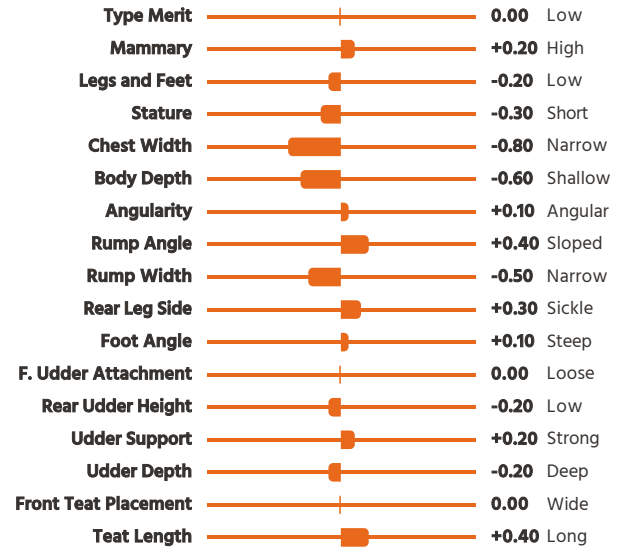 Type Merit 0.00 Low
Mammary +0.20 High
Legs and Feet -0.20 Low
Stature -0.30 Short
Chest Width -0.80 Narrow
Body Depth -0.60 Shallow
Angularity +0.10 Angular
Rump Angle +0.40 Sloped
Rump Width -0.50 Narrow
Rear Leg Side +0.30 Sickle
Foot Angle +0.10 Steep
F. Udder Attachment 0.00 Loose
Rear Udder Height -0.20 Low
Udder Support +0.20 Strong
Udder Depth -0.20 Deep
Front Teat Placement 0.00 Wide
Teat Length +0.40 Long